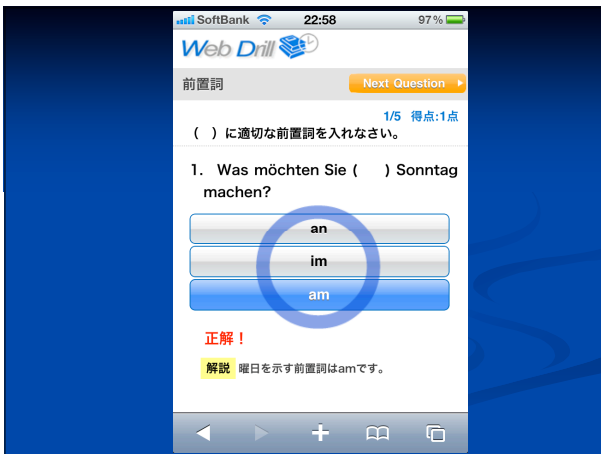 SoftBank 22:58 97%
Web Drill
前置詞 Next Question
1/5 得点:1点
（　）に適切な前置詞を入れなさい。
1. Was möchten Sie (　) Sonntag
machen?
an
im
am
正解！
解説 曜日を示す前置詞はamです。